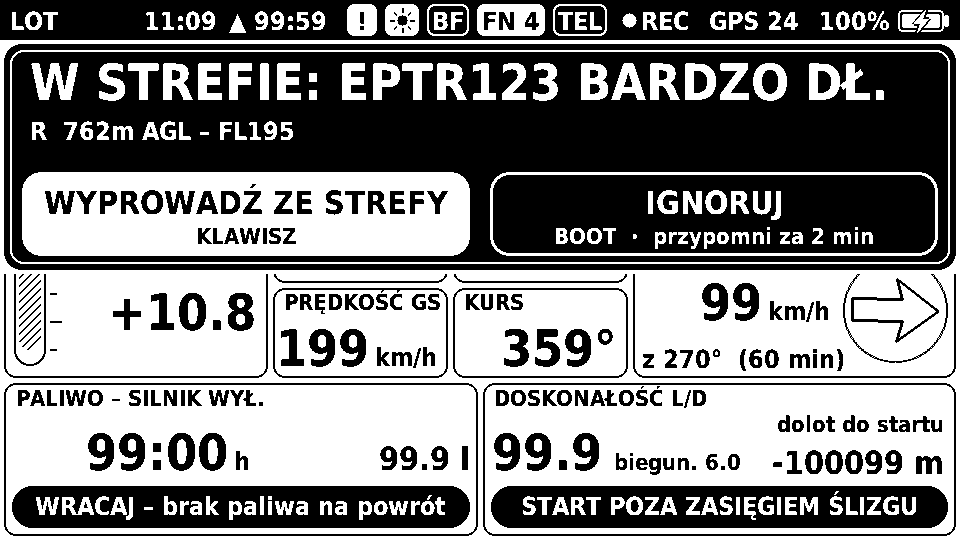 LOT 11:09 ▲ 99:59 ! BF FN 4 TEL ●REC GPS 24 100%
W STREFIE: EPTR123 BARDZO DŁ.
R 762m AGL – FL195
WYPROWADŹ ZE STREFY
KLAWISZ
IGNORUJ
BOOT · przypomni za 2 min
+10.8
PRĘDKOŚĆ GS
199 km/h
KURS
359°
99 km/h
z 270° (60 min)
PALIWO – SILNIK WYŁ.
99:00 h 99.9 l
WRACAJ – brak paliwa na powrót
DOSKONAŁOŚĆ L/D
dolot do startu
99.9 biegun. 6.0 -100099 m
START POZA ZASIĘGIEM ŚLIZGU